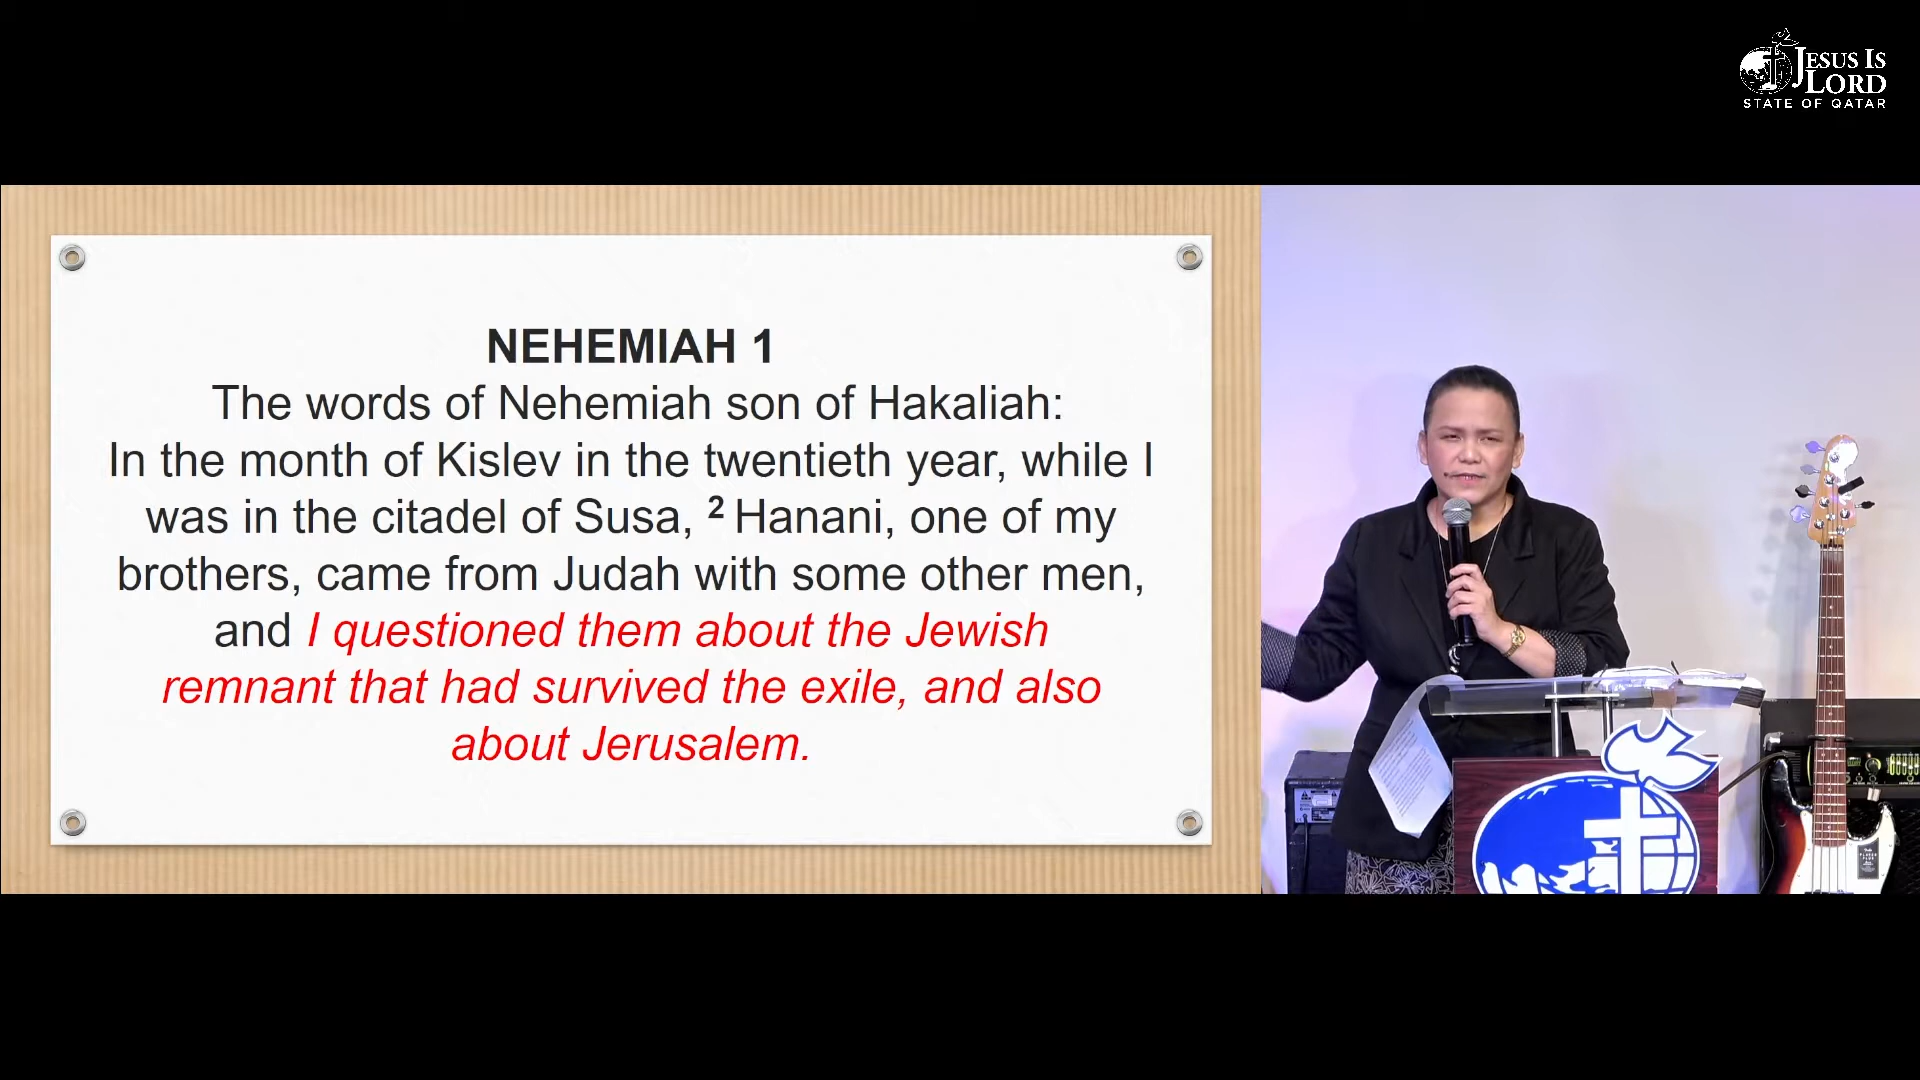 JESUS IS
LORD
STATE OF QATAR
NEHEMIAH 1
The words of Nehemiah son of Hakaliah:
In the month of Kislev in the twentieth year, while I
was in the citadel of Susa, 2 Hanani, one of my
brothers, came from Judah with some other men,
and I questioned them about the Jewish
remnant that had survived the exile, and also
about Jerusalem.